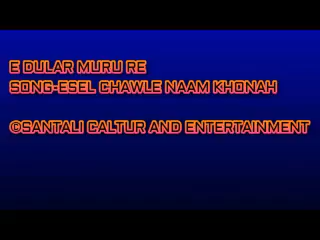 E DULAR MURU RE
SONG-ESEL CHAWLE NAAM KHONAH
©SANTALI CALTUR AND ENTERTAINMENT